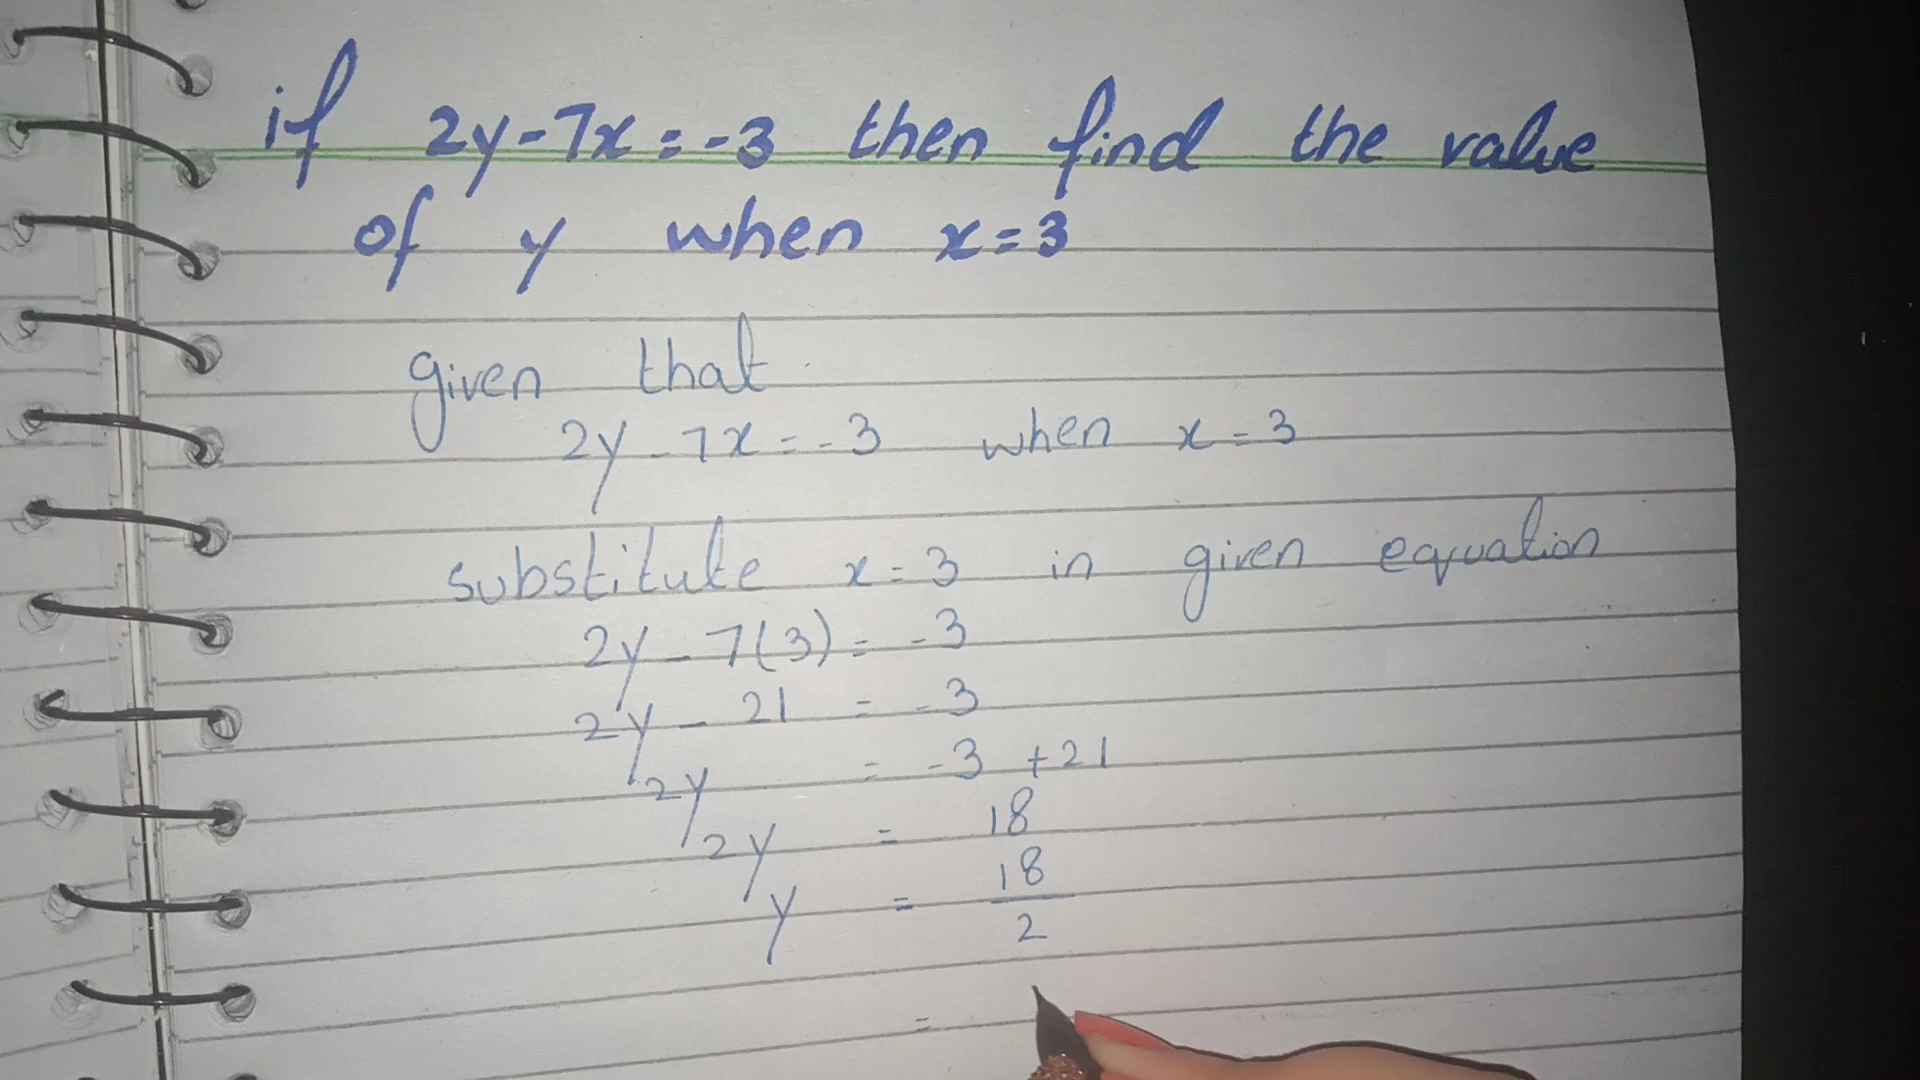 if 2y-7x=-3 then find the value
of y when x=3
given that
2y-7x=-3 when x=3
substitute x=3 in given equation
2y-7(3)=-3
2y-21=-3
2y=-3+21
2y=18
y=18/2
=